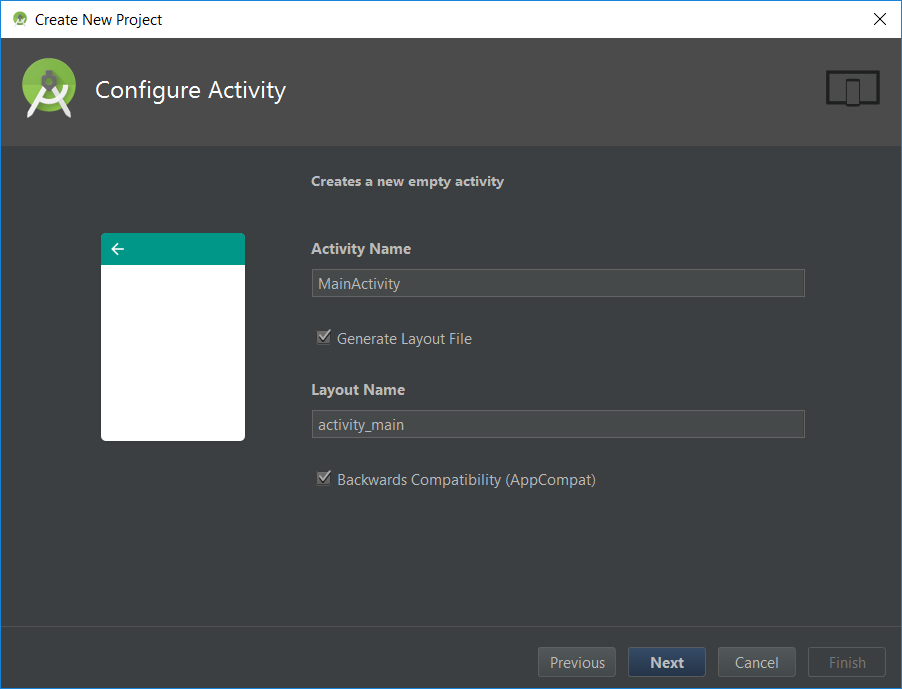 Create New Project
Configure Activity
Creates a new empty activity
Activity Name
MainActivity
Generate Layout File
Layout Name
activity_main
Backwards Compatibility (AppCompat)
Previous Next Cancel Finish